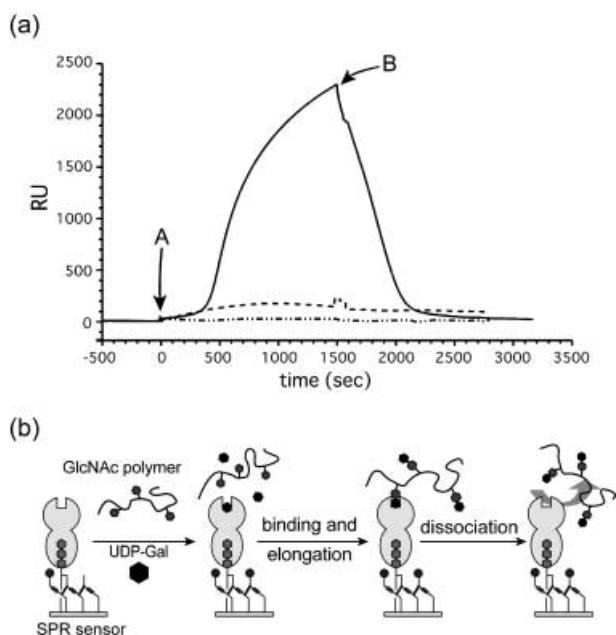 (a)
2500
2000
1500
1000
500
0
RU
A
B
-500 0 500 1000 1500 2000 2500 3000 3500
time (sec)
(b)
GlcNAc polymer
UDP-Gal
binding and
elongation
dissociation
SPR sensor